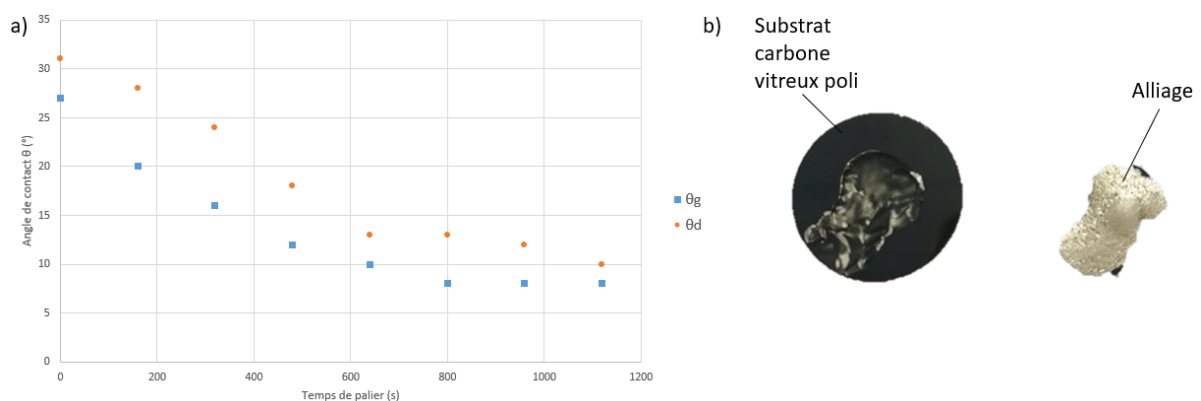 a)
35
30
25
20
15
10
5
0
Angle de contact θ (°)
0 200 400 600 800 1000 1200
Temps de palier (s)
θg
θd
b)
Substrat
carbone
vitreux poli
Alliage